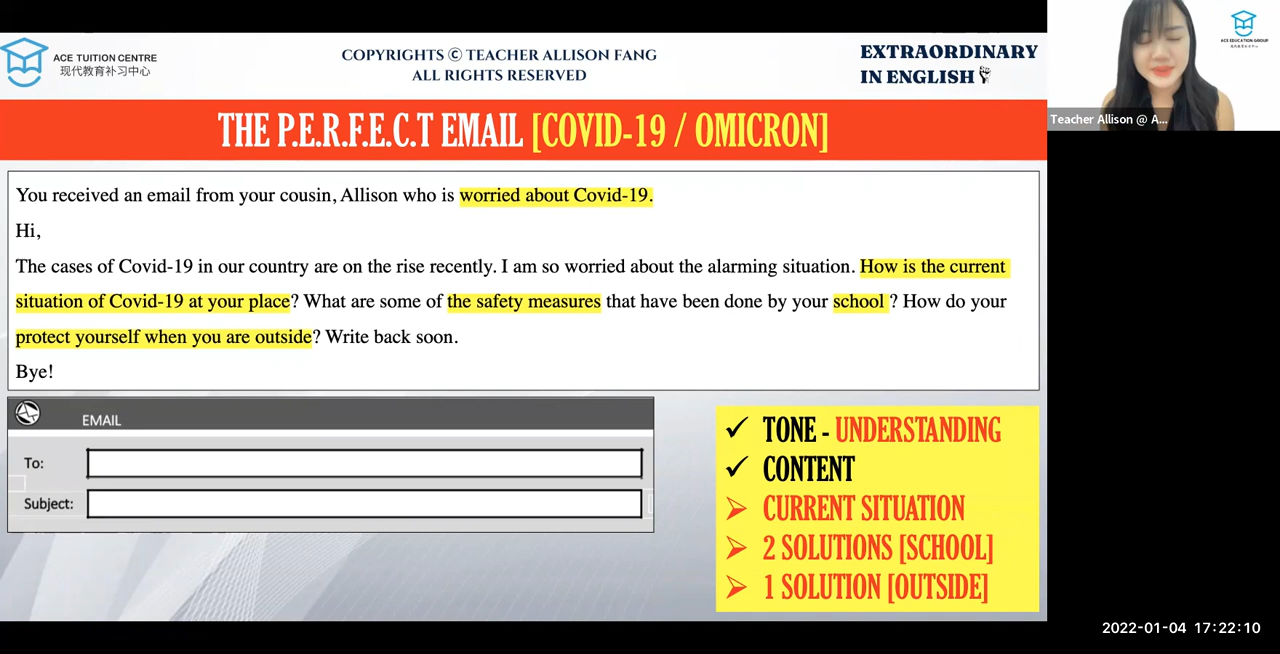 ACE TUITION CENTRE
现代教育补习中心
COPYRIGHTS © TEACHER ALLISON FANG
ALL RIGHTS RESERVED
EXTRAORDINARY
IN ENGLISH
ACE EDUCATION GROUP
Teacher Allison @ A...
THE P.E.R.F.E.C.T EMAIL [COVID-19 / OMICRON]
You received an email from your cousin, Allison who is worried about Covid-19.
Hi,
The cases of Covid-19 in our country are on the rise recently. I am so worried about the alarming situation. How is the current
situation of Covid-19 at your place? What are some of the safety measures that have been done by your school ? How do your
protect yourself when you are outside? Write back soon.
Bye!
EMAIL
To:
Subject:
✓ TONE - UNDERSTANDING
✓ CONTENT
➢ CURRENT SITUATION
➢ 2 SOLUTIONS [SCHOOL]
➢ 1 SOLUTION [OUTSIDE]
2022-01-04 17:22:10